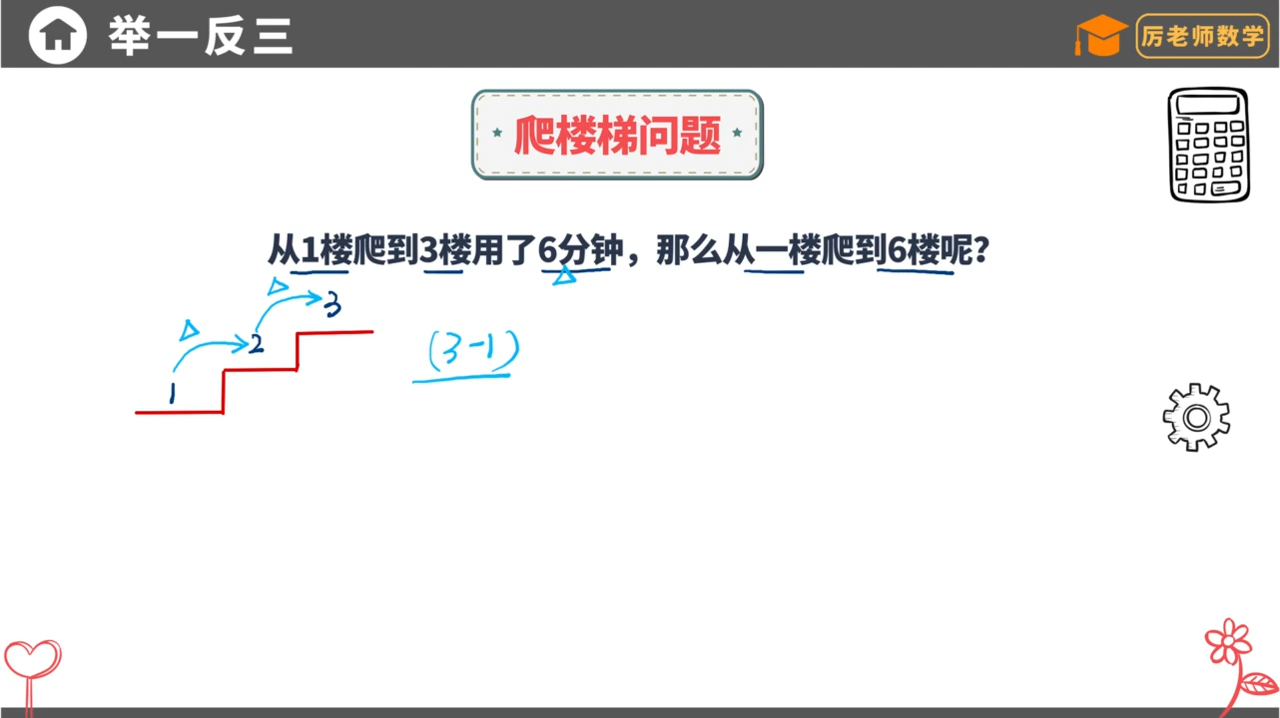 举一反三
厉老师数学
爬楼梯问题
从1楼爬到3楼用了6分钟，那么从一楼爬到6楼呢？
3
2
1
(3-1)